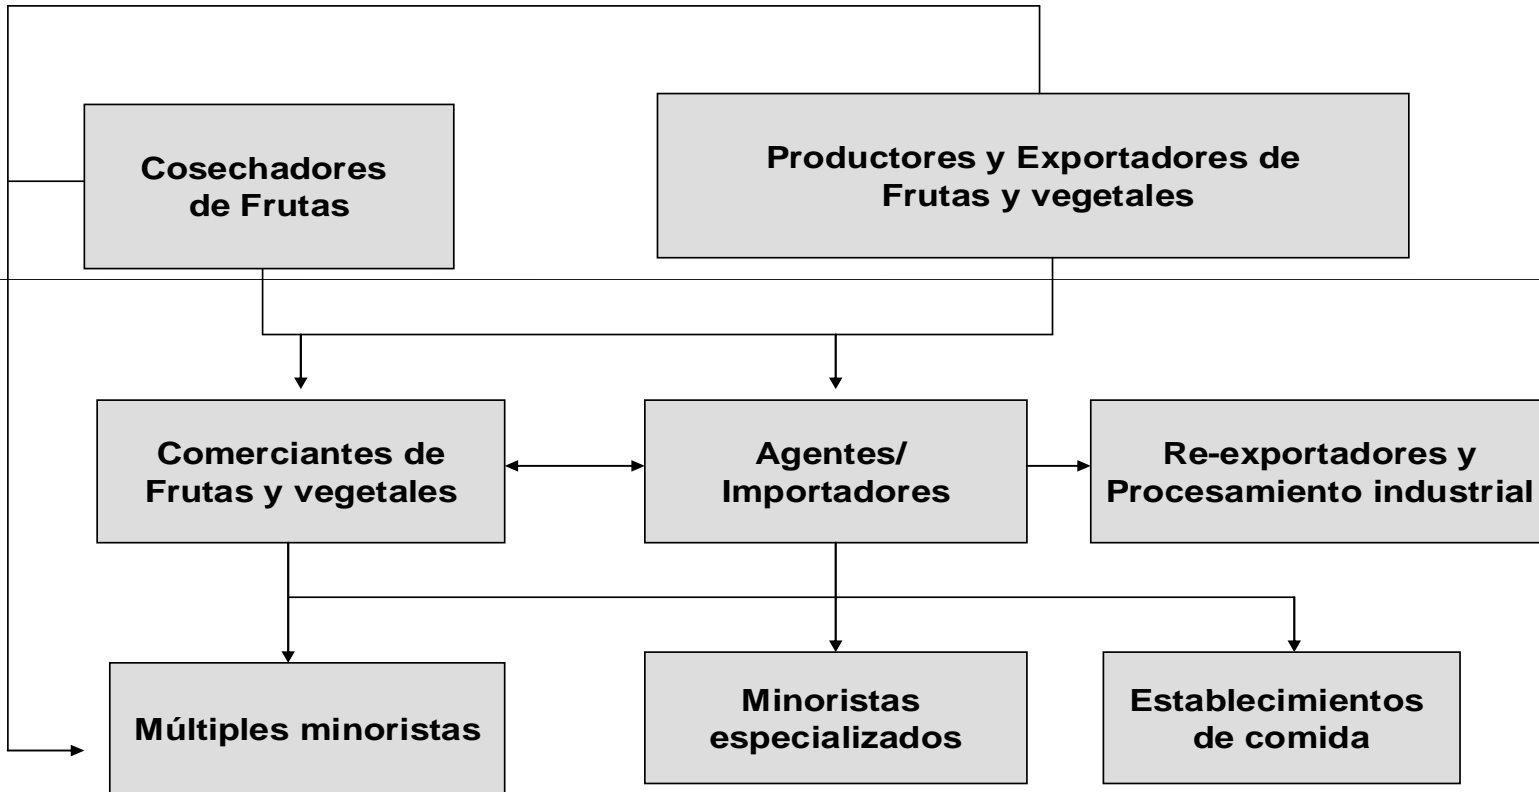 Cosechadores
de Frutas
Productores y Exportadores de
Frutas y vegetales
Comerciantes de
Frutas y vegetales
Agentes/
Importadores
Re-exportadores y
Procesamiento industrial
Múltiples minoristas
Minoristas
especializados
Establecimientos
de comida